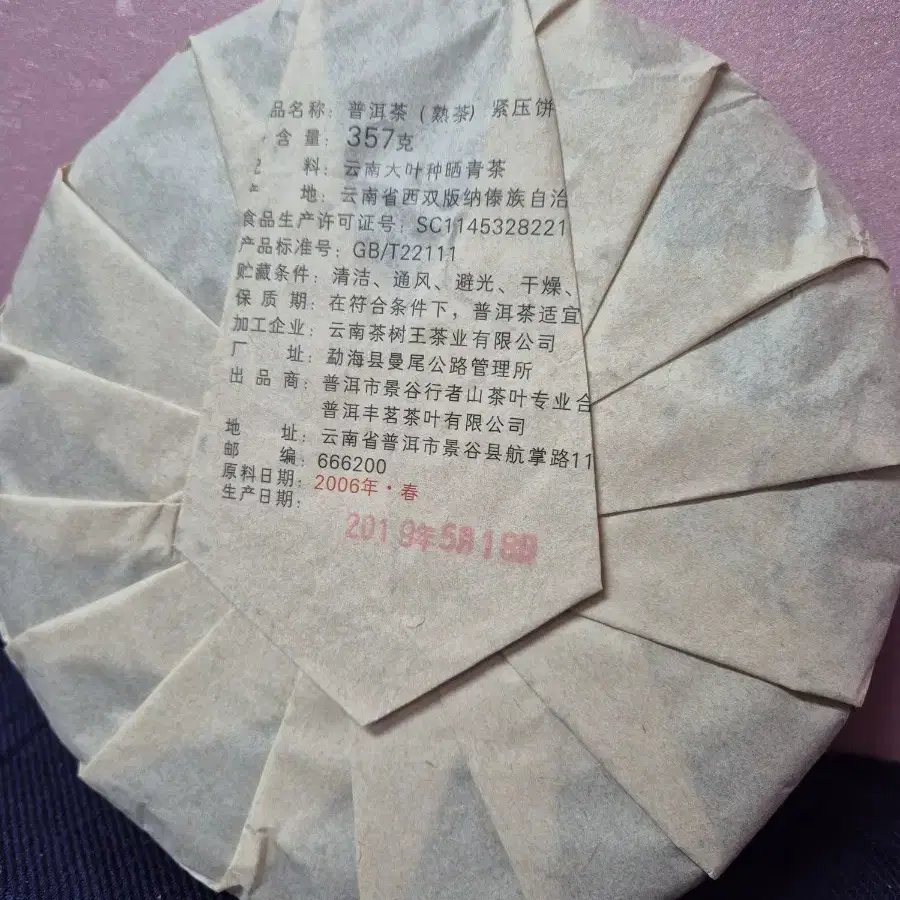 品名称：普洱茶（熟茶）紧压饼
含量：357克
料：云南大叶种晒青茶
地：云南省西双版纳傣族自治
食品生产许可证号：SC1145328221
产品标准号：GB/T22111
贮藏条件：清洁、通风、避光、干燥、
保质期：在符合条件下，普洱茶适宜
加工企业：云南茶树王茶业有限公司
厂址：勐海县曼尾公路管理所
出品商：普洱市景谷行者山茶叶专业合
普洱丰茗茶叶有限公司
地址：云南省普洱市景谷县航掌路11
邮编：666200
原料日期：2006年·春
生产日期：
2019年5月18日